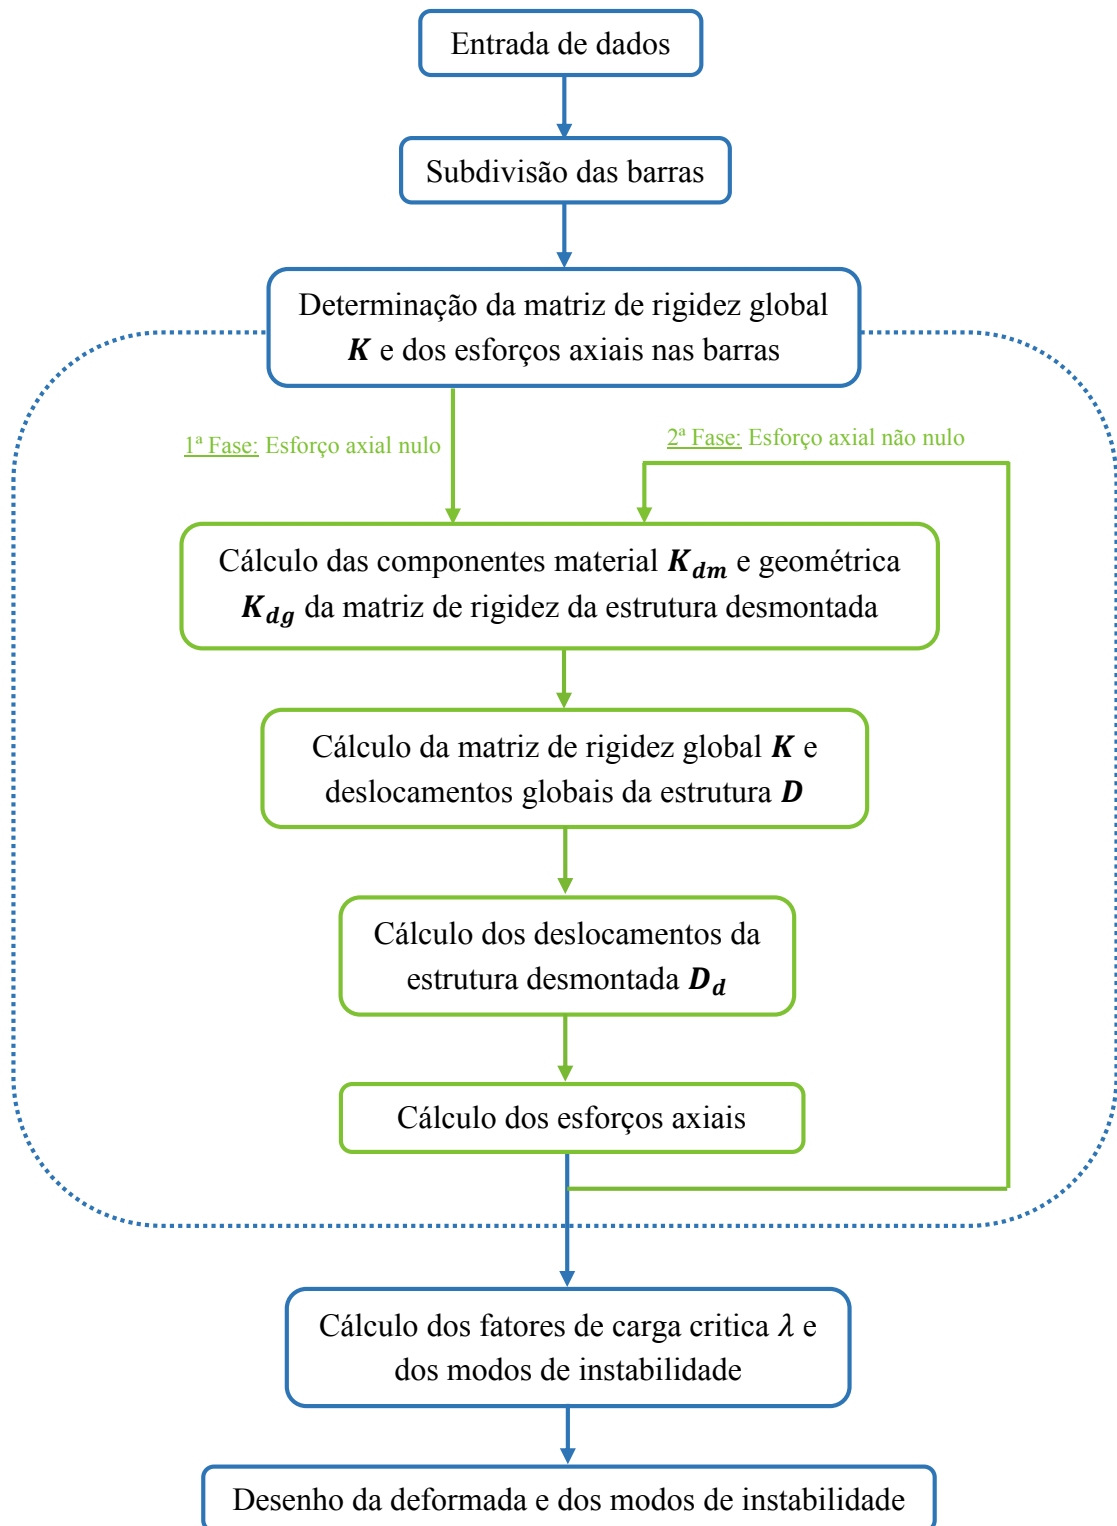 Entrada de dados
Subdivisão das barras
Determinação da matriz de rigidez global
K e dos esforços axiais nas barras
1ª Fase: Esforço axial nulo
2ª Fase: Esforço axial não nulo
Cálculo das componentes material K_dm e geométrica
K_dg da matriz de rigidez da estrutura desmontada
Cálculo da matriz de rigidez global K e
deslocamentos globais da estrutura D
Cálculo dos deslocamentos da
estrutura desmontada D_d
Cálculo dos esforços axiais
Cálculo dos fatores de carga critica λ e
dos modos de instabilidade
Desenho da deformada e dos modos de instabilidade